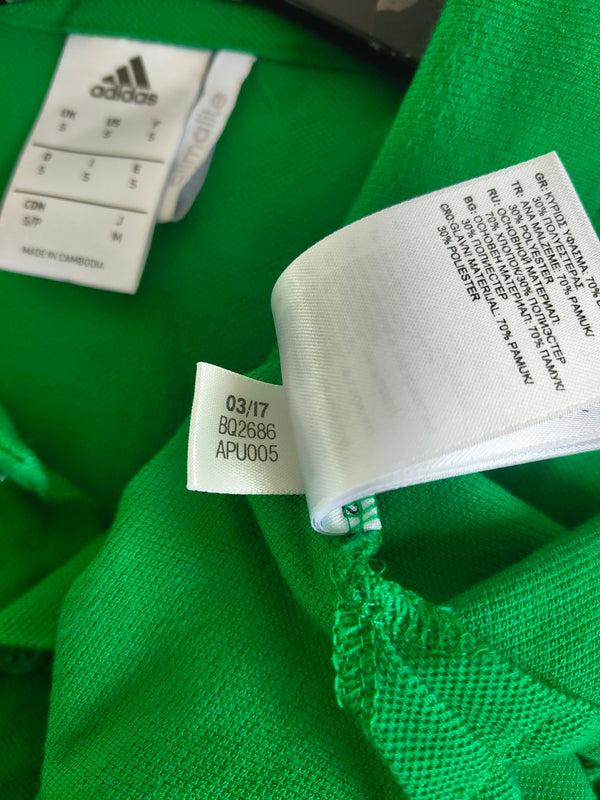 adidas
UK US F
S S S
D I E
S S S
CDN J
S/P M
MADE IN CAMBODIA
climalite
GR: ΚΥΡΙΟΣ ΥΦΑΣΜΑ: 70%
30% ΠΟΛΥΕΣΤΕΡΑΣ
TR: ANA MALZEME: 70% PAMUK/
30% POLYESTER
RU: ОСНОВНОЙ МАТЕРИАЛ:
70% ХЛОПОК/30% ПОЛИЭСТЕР
BG: ОСНОВЕН МАТЕРИАЛ: 70% ПАМУК/
30% ПОЛИЕСТЕР
CRO-GLAVNI MATERIJAL: 70% PAMUK/
30% POLIESTER
03/17
BQ2686
APU005